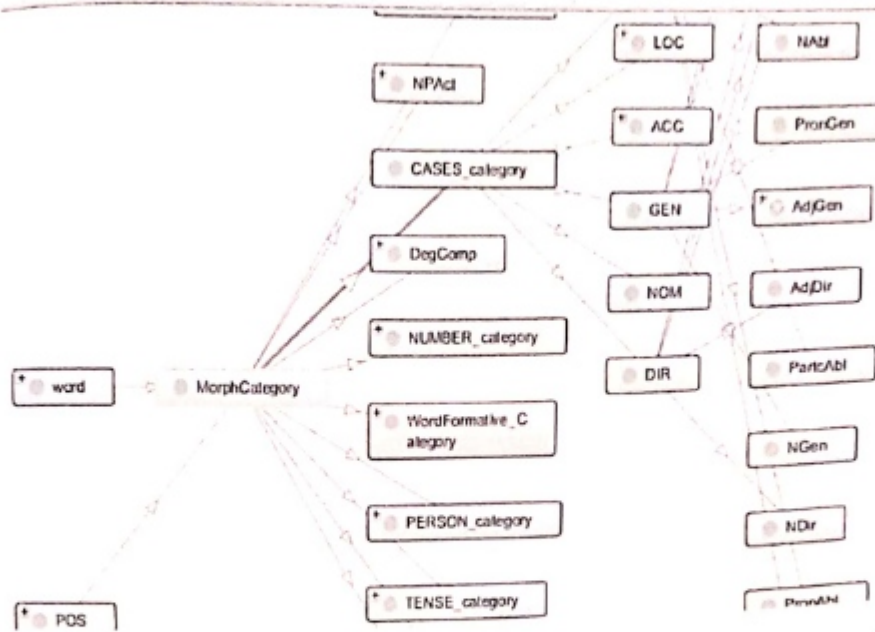 LOC
NAbl
NPAct
ACC
PronGen
CASES_category
GEN
AdjGen
DegComp
NOM
AdjDir
NUMBER_category
word
MorphCategory
DIR
PartcAbl
WordFormative_C
ategory
NGen
PERSON_category
NDir
TENSE_category
PronAbl
POS